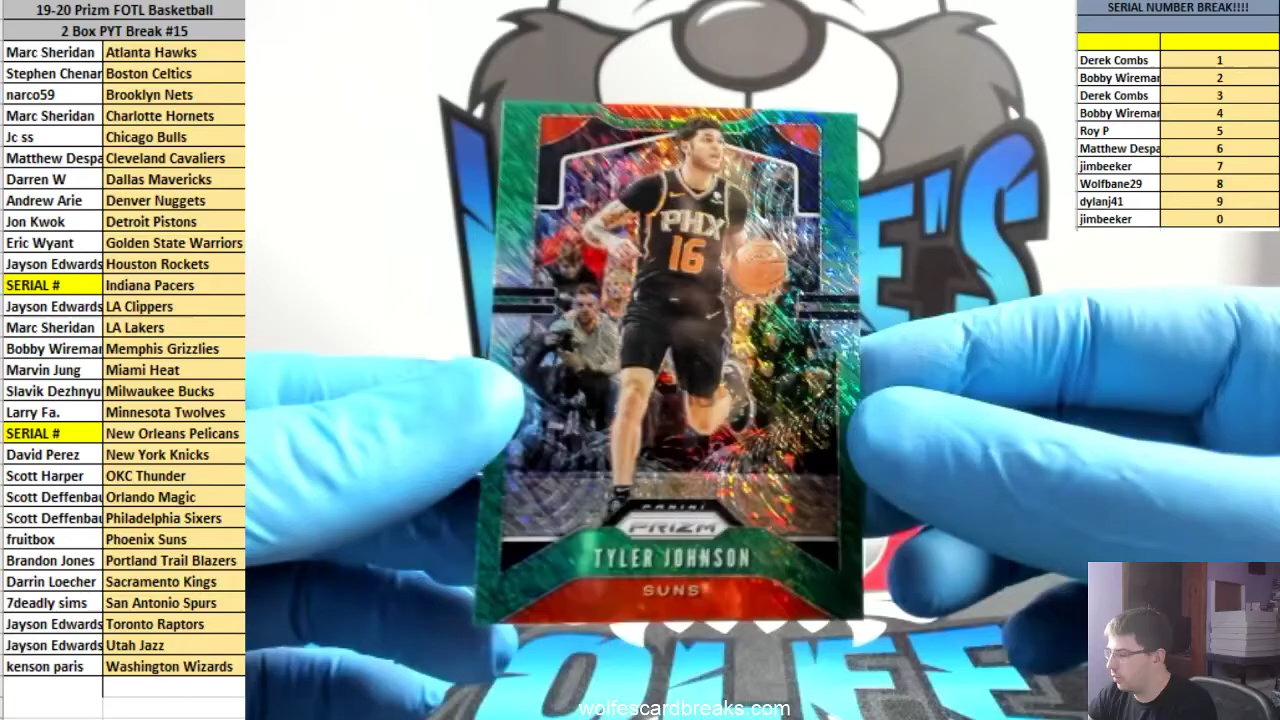 19-20 Prizm FOTL Basketball
2 Box PYT Break #15
Marc Sheridan Atlanta Hawks
Stephen Chenar Boston Celtics
narco59 Brooklyn Nets
Marc Sheridan Charlotte Hornets
Jc ss Chicago Bulls
Matthew Despa Cleveland Cavaliers
Darren W Dallas Mavericks
Andrew Arie Denver Nuggets
Jon Kwok Detroit Pistons
Eric Wyant Golden State Warriors
Jayson Edwards Houston Rockets
SERIAL # Indiana Pacers
Jayson Edwards LA Clippers
Marc Sheridan LA Lakers
Bobby Wireman Memphis Grizzlies
Marvin Jung Miami Heat
Slavik Dezhnyu Milwaukee Bucks
Larry Fa. Minnesota Twolves
SERIAL # New Orleans Pelicans
David Perez New York Knicks
Scott Harper OKC Thunder
Scott Deffenbau Orlando Magic
Scott Deffenbau Philadelphia Sixers
fruitbox Phoenix Suns
Brandon Jones Portland Trail Blazers
Darrin Loecher Sacramento Kings
7deadly sims San Antonio Spurs
Jayson Edwards Toronto Raptors
Jayson Edwards Utah Jazz
kenson paris Washington Wizards
PHX
16
PANINI
PRIZM
TYLER JOHNSON
SUNS
wolfescardbreaks.com
SERIAL NUMBER BREAK!!!!
Derek Combs 1
Bobby Wireman 2
Derek Combs 3
Bobby Wireman 4
Roy P 5
Matthew Despa 6
jimbeeker 7
Wolfbane29 8
dylanj41 9
jimbeeker 0